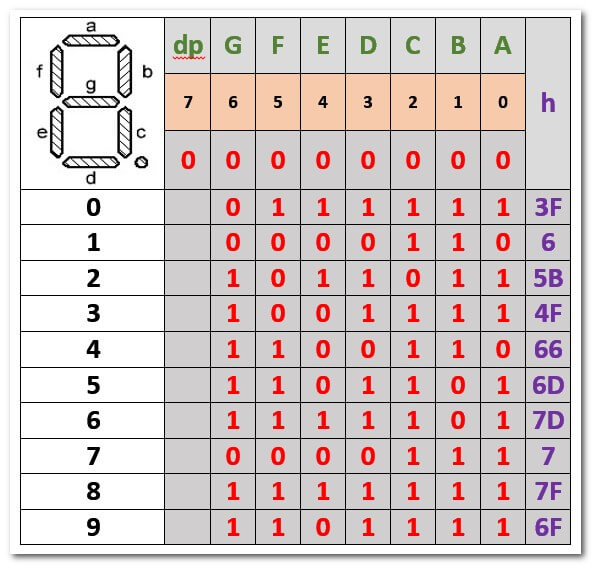 a
f b
g
e c
d
dp G F E D C B A h
7 6 5 4 3 2 1 0
0 0 0 0 0 0 0 0
0 0 1 1 1 1 1 1 3F
1 0 0 0 0 1 1 0 6
2 1 0 1 1 0 1 1 5B
3 1 0 0 1 1 1 1 4F
4 1 1 0 0 1 1 0 66
5 1 1 0 1 1 0 1 6D
6 1 1 1 1 1 0 1 7D
7 0 0 0 0 1 1 1 7
8 1 1 1 1 1 1 1 7F
9 1 1 0 1 1 1 1 6F